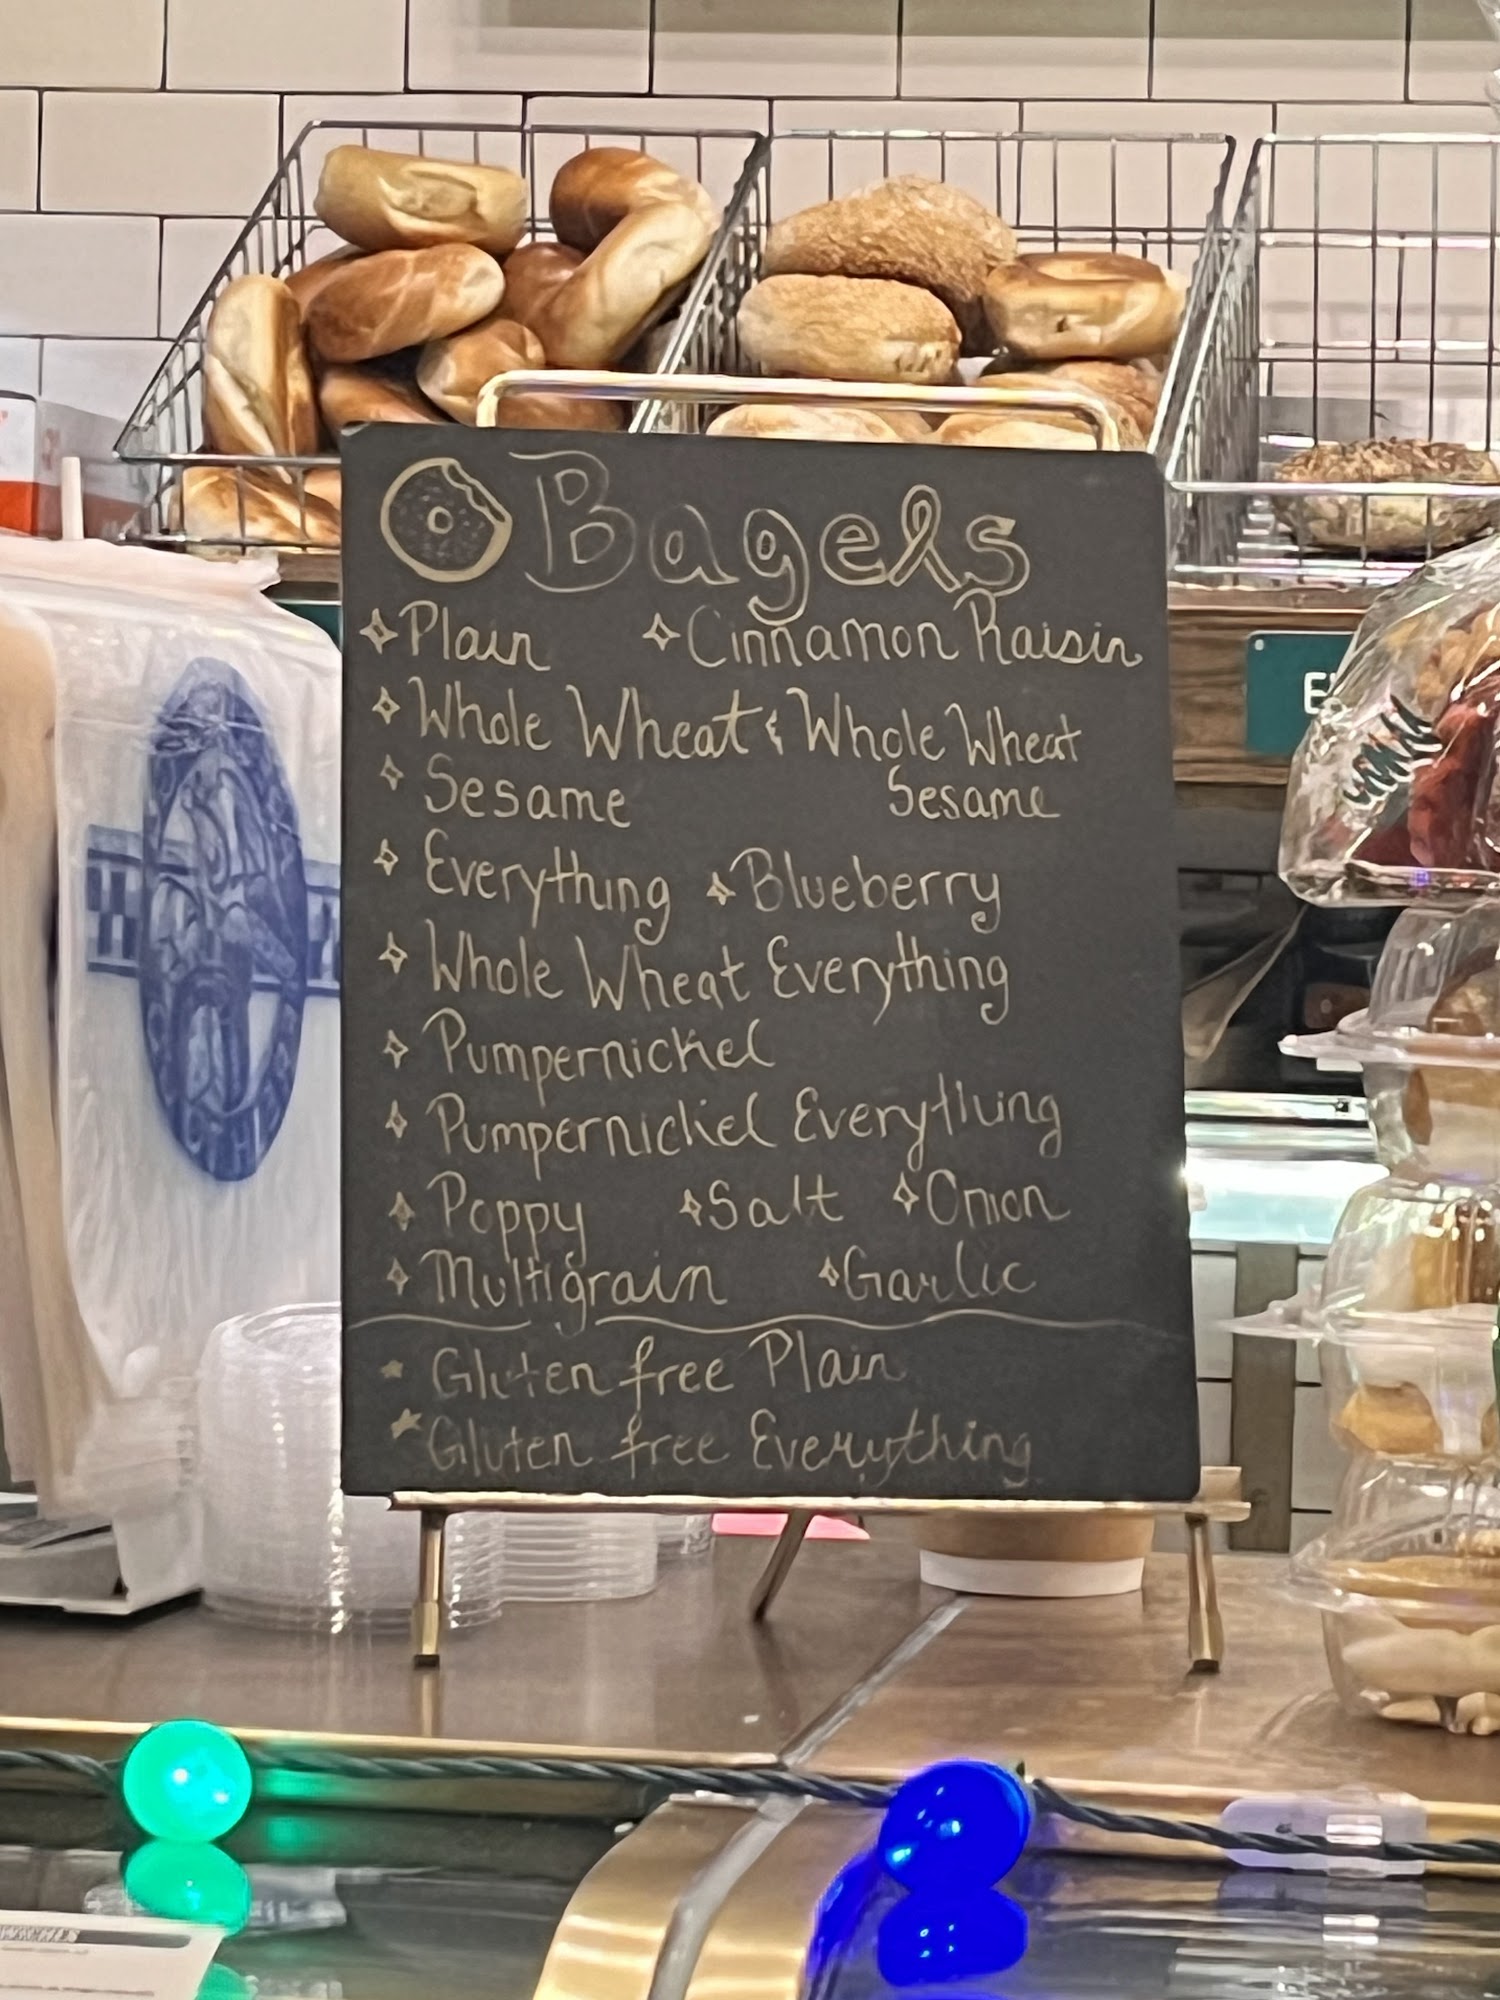 Bagels
Plain Cinnamon Raisin
Whole Wheat & Whole Wheat
Sesame Sesame
Everything Blueberry
Whole Wheat Everything
Pumpernickel
Pumpernickel Everything
Poppy Salt Onion
Multigrain Garlic
Gluten free Plain
Gluten free Everything